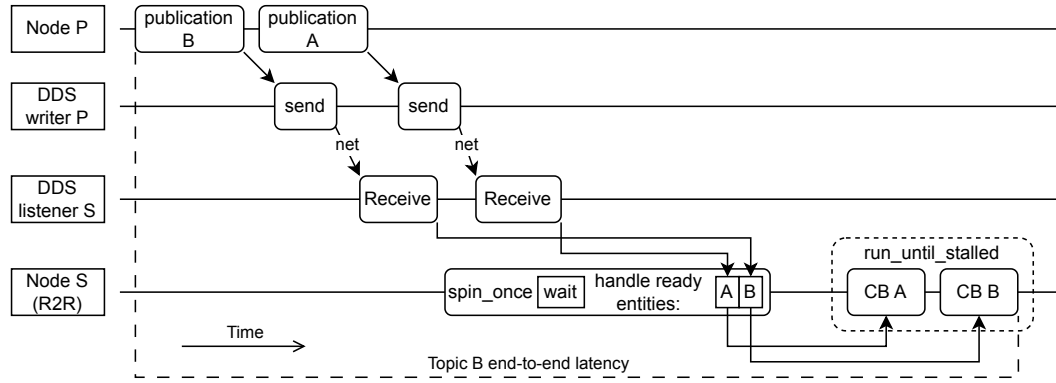 Node P
publication
B
publication
A
DDS
writer P
send
send
net
net
DDS
listener S
Receive
Receive
run_until_stalled
Node S
(R2R)
spin_once
wait
handle ready
entities:
A
B
CB A
CB B
Time
Topic B end-to-end latency